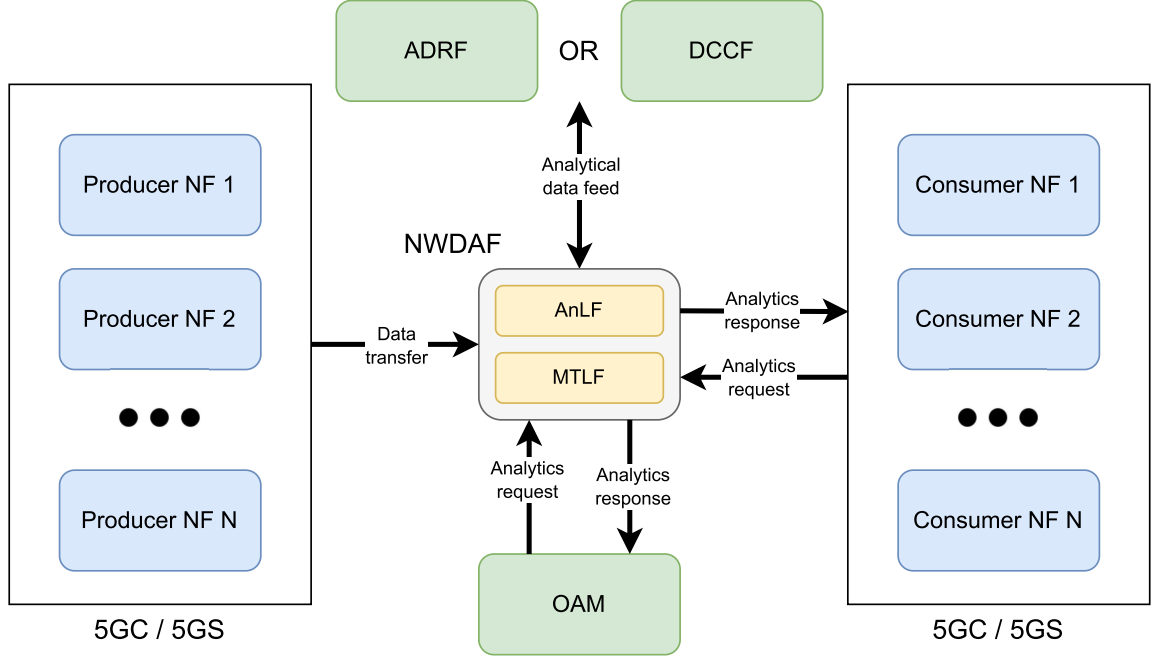 ADRF
OR
DCCF
Producer NF 1
Producer NF 2
Producer NF N
5GC / 5GS
Analytical
data feed
NWDAF
AnLF
MTLF
Data
transfer
Analytics
response
Analytics
request
Analytics
request
Analytics
response
OAM
Consumer NF 1
Consumer NF 2
Consumer NF N
5GC / 5GS